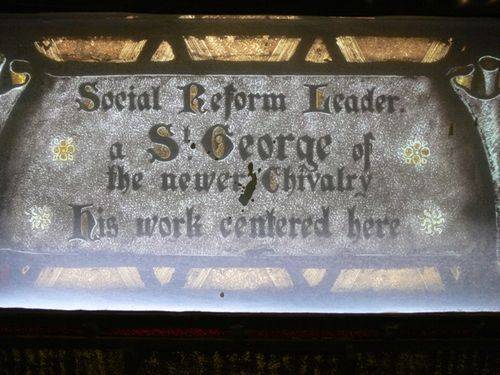 Social Reform Leader.
a St. George of
the newer Chivalry
His work centered here